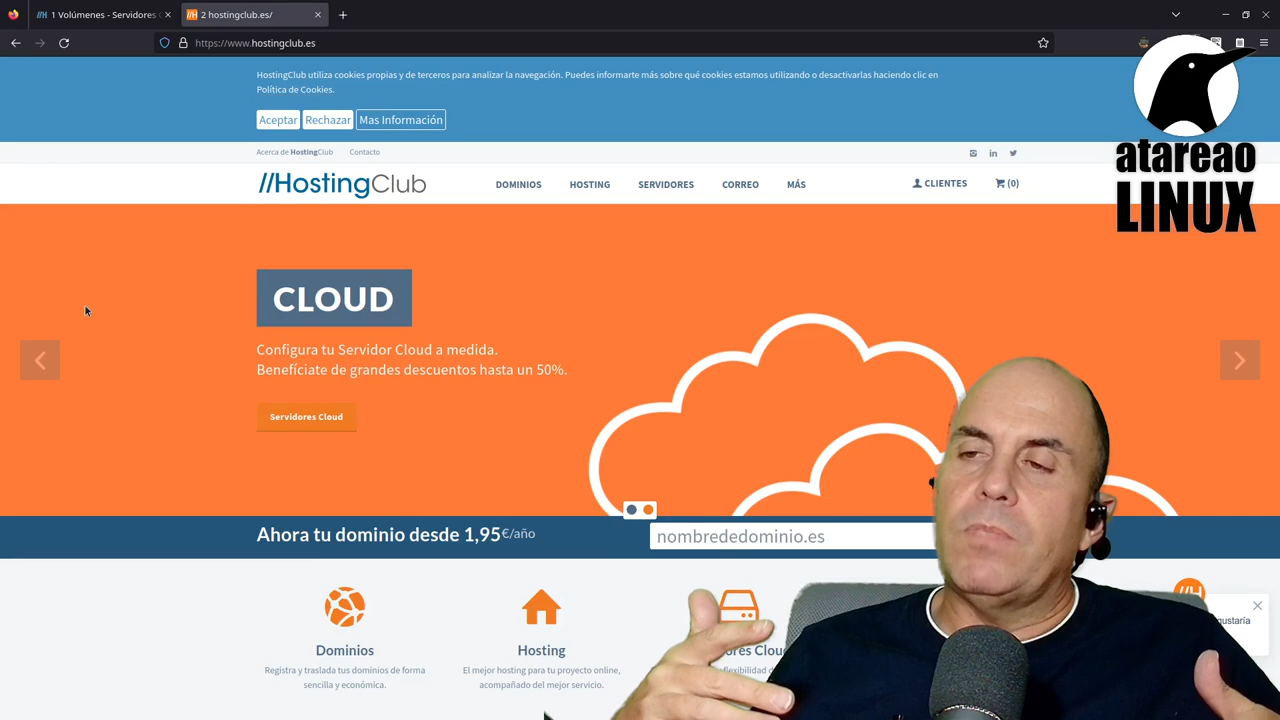 1 Volúmenes - Servidores C
2 hostingclub.es/
https://www.hostingclub.es
HostingClub utiliza cookies propias y de terceros para analizar la navegación. Puedes informarte más sobre qué cookies estamos utilizando o desactivarlas haciendo clic en
Política de Cookies.
Aceptar Rechazar Mas Información
Acerca de HostingClub Contacto
//HostingClub
DOMINIOS HOSTING SERVIDORES CORREO MÁS
CLIENTES (0)
atareao
LINUX
CLOUD
Configura tu Servidor Cloud a medida.
Benefíciate de grandes descuentos hasta un 50%.
Servidores Cloud
Ahora tu dominio desde 1,95€/año
nombrededominio.es
Dominios
Registra y traslada tus dominios de forma
sencilla y económica.
Hosting
El mejor hosting para tu proyecto online,
acompañado del mejor servicio.
ores Cloud
flexibilidad d
gustaría